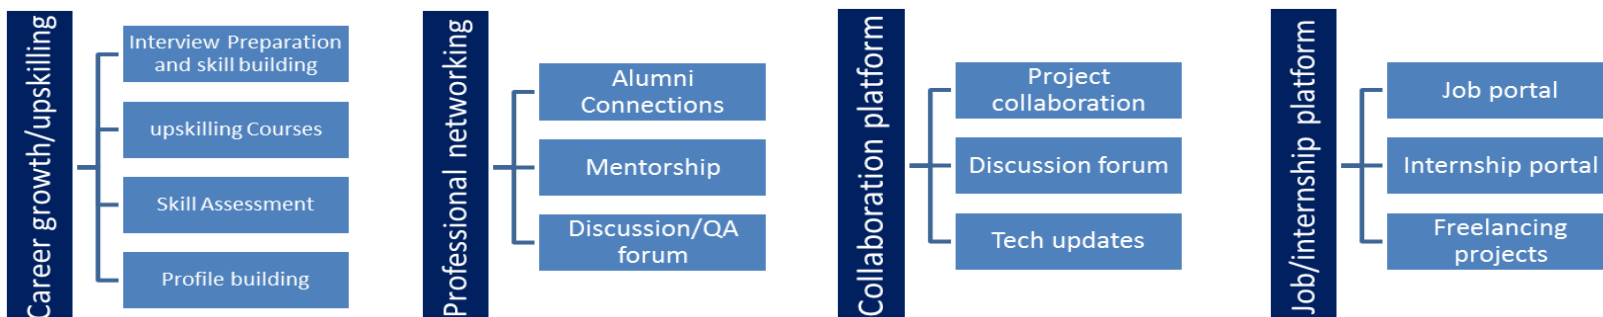 Career growth/upskilling
Interview Preparation
and skill building
upskilling Courses
Skill Assessment
Profile building
Professional networking
Alumni
Connections
Mentorship
Discussion/QA
forum
Collaboration platform
Project
collaboration
Discussion forum
Tech updates
Job/internship platform
Job portal
Internship portal
Freelancing
projects